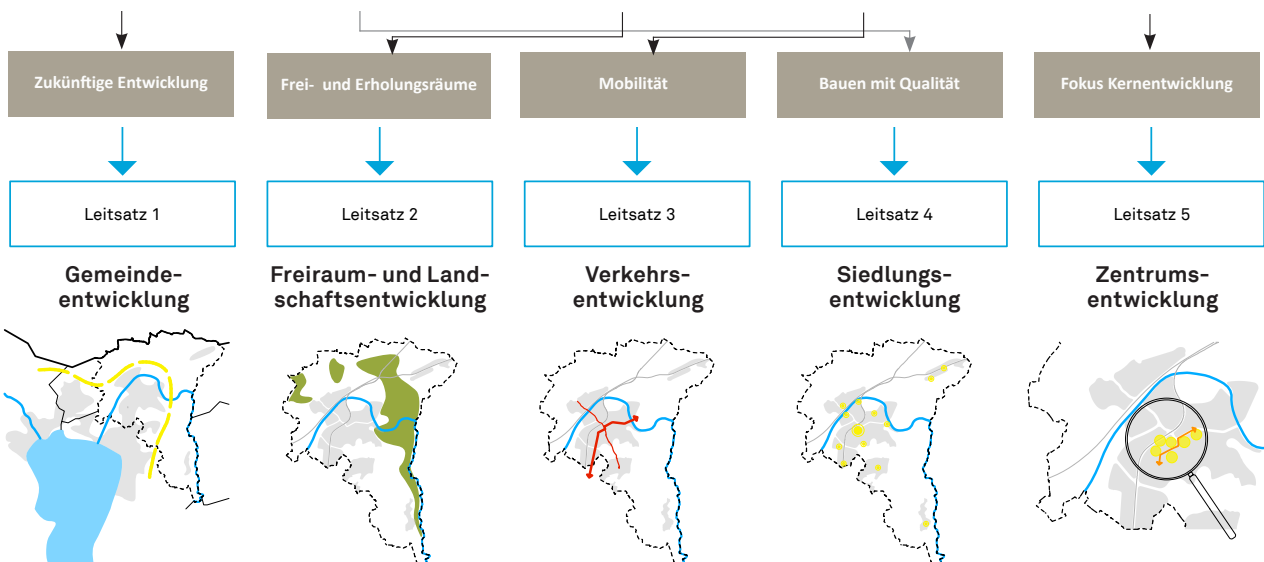 Zukünftige Entwicklung
Frei- und Erholungsräume
Mobilität
Bauen mit Qualität
Fokus Kernentwicklung
Leitsatz 1
Leitsatz 2
Leitsatz 3
Leitsatz 4
Leitsatz 5
Gemeinde-
entwicklung
Freiraum- und Land-
schaftsentwicklung
Verkehrs-
entwicklung
Siedlungs-
entwicklung
Zentrums-
entwicklung